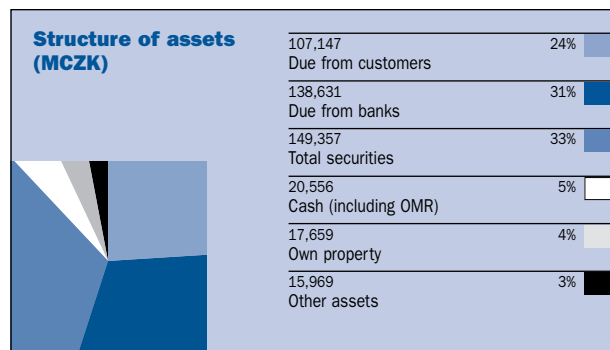 Structure of assets
(MCZK)
107,147 24%
Due from customers
138,631 31%
Due from banks
149,357 33%
Total securities
20,556 5%
Cash (including OMR)
17,659 4%
Own property
15,969 3%
Other assets